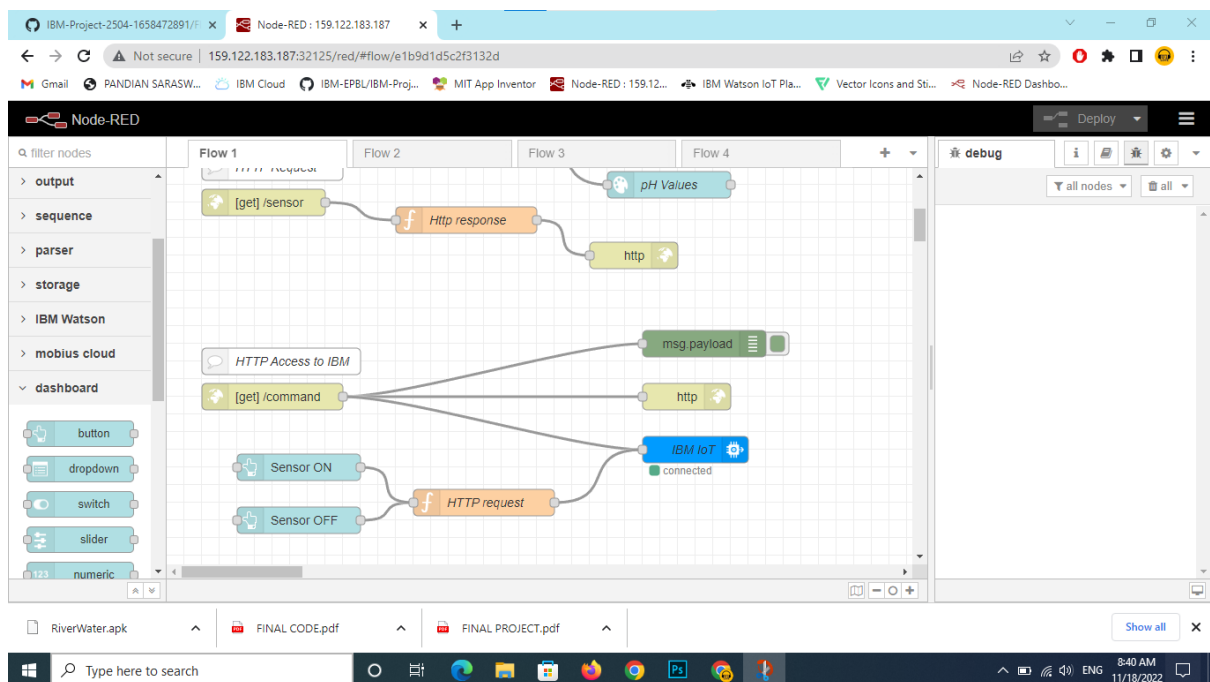 IBM-Project-2504-1658472891/F
Node-RED : 159.122.183.187
Not secure | 159.122.183.187:32125/red/#flow/e1b9d1d5c2f3132d
Gmail PANDIAN SARASW... IBM Cloud IBM-EPBL/IBM-Proj... MIT App Inventor Node-RED : 159.12... IBM Watson IoT Pla... Vector Icons and Sti... Node-RED Dashbo...
Node-RED Deploy
filter nodes Flow 1 Flow 2 Flow 3 Flow 4 debug
all nodes all
output
sequence
parser
storage
IBM Watson
mobius cloud
dashboard
button
dropdown
switch
slider
123 numeric
HTTP Request
pH Values
[get] /sensor
Http response
http
msg.payload
HTTP Access to IBM
[get] /command
http
IBM IoT
connected
Sensor ON
HTTP request
Sensor OFF
RiverWater.apk FINAL CODE.pdf FINAL PROJECT.pdf Show all
Type here to search Ps ENG 8:40 AM
11/18/2022